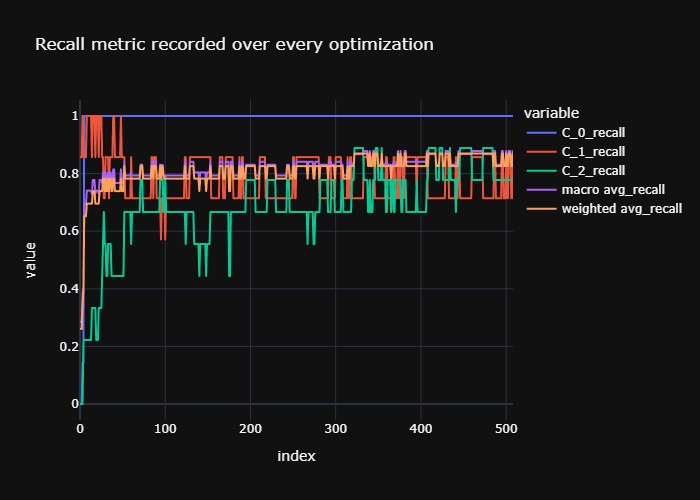 Recall metric recorded over every optimization
variable
C_0_recall
C_1_recall
C_2_recall
macro avg_recall
weighted avg_recall
value
1
0.8
0.6
0.4
0.2
0
0 100 200 300 400 500
index